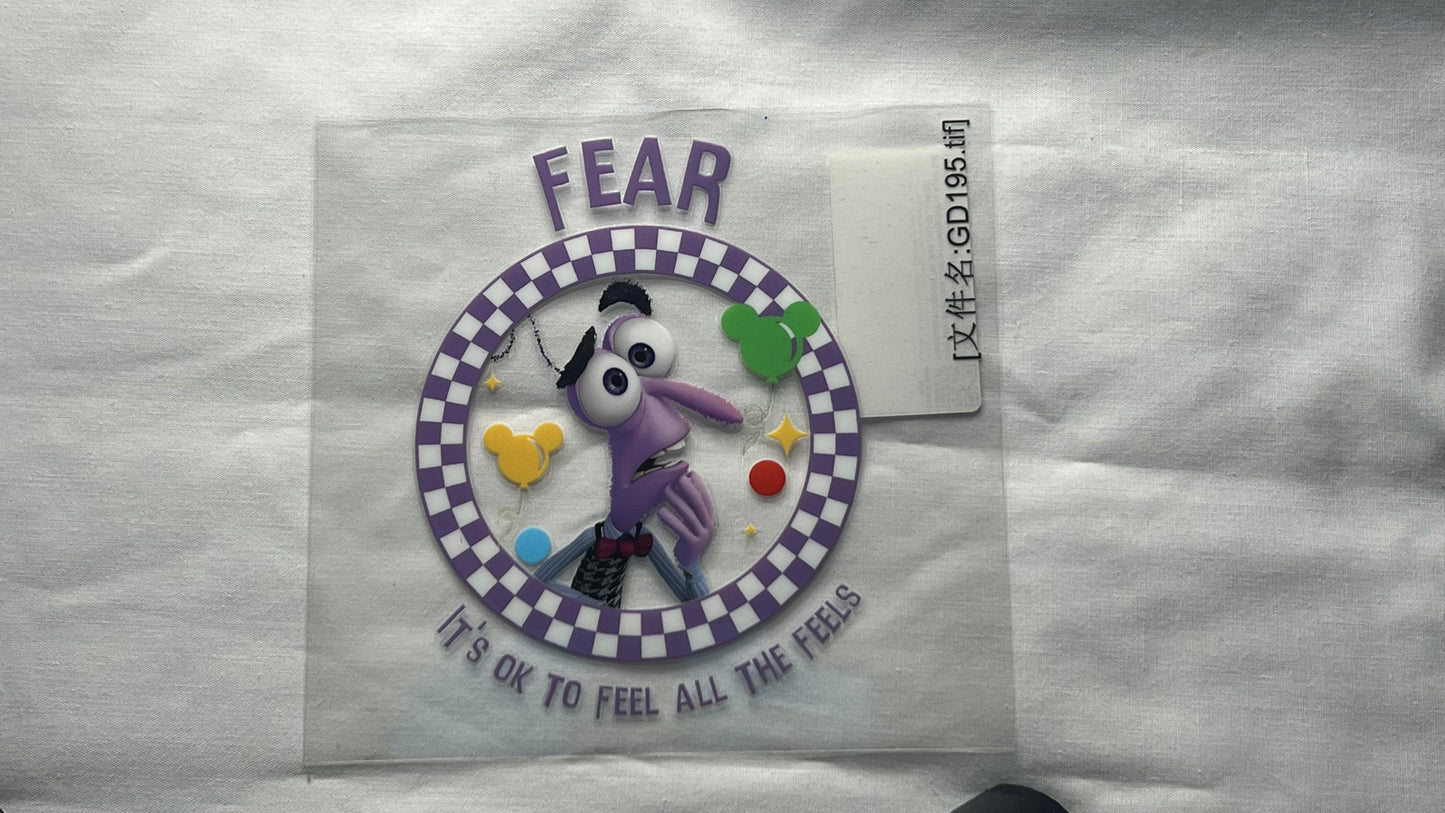 FEAR
IT'S OK TO FEEL ALL THE FEELS
[文件名:GD195.tif]